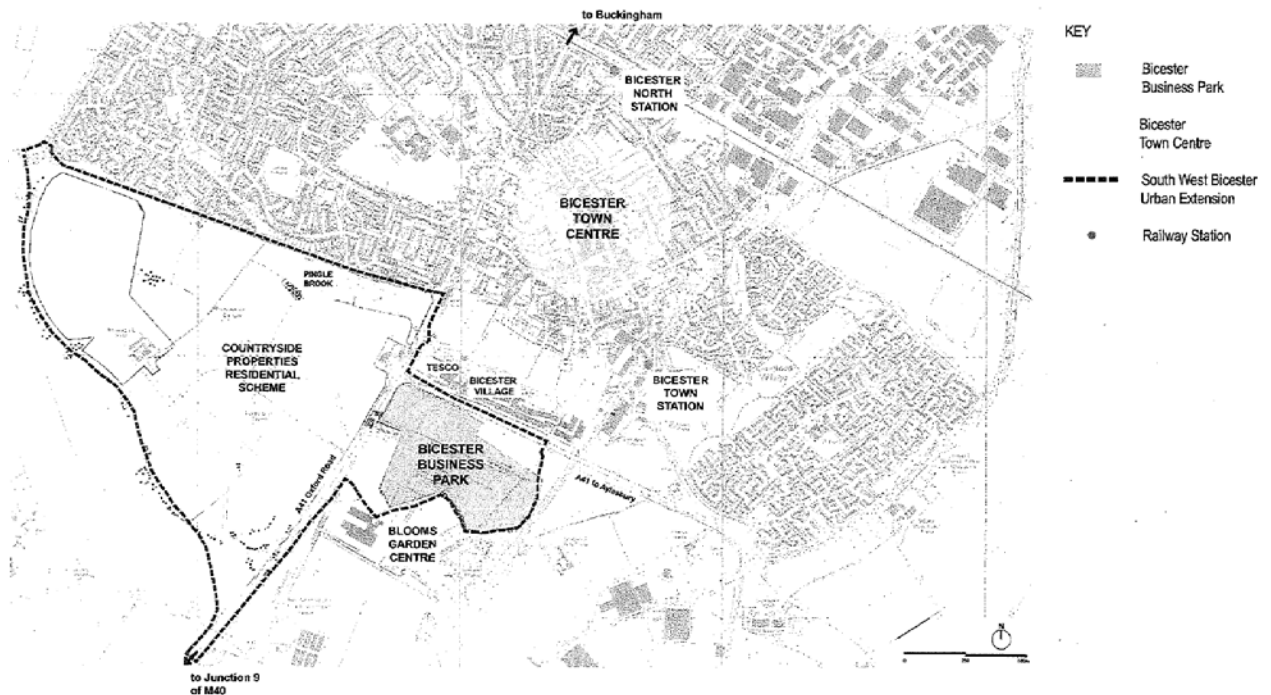 to Buckingham
KEY
Bicester
Business Park
Bicester
Town Centre
South West Bicester
Urban Extension
Railway Station
BICESTER
NORTH
STATION
BICESTER
TOWN
CENTRE
PINGLE
BROOK
COUNTRYSIDE
PROPERTIES
RESIDENTIAL
SCHEME
TESCO
BICESTER
VILLAGE
BICESTER
TOWN
STATION
BICESTER
BUSINESS
PARK
A41 Oxford Road
A41 to Aylesbury
BLOOMS
GARDEN
CENTRE
N
0
to Junction 9
of M40